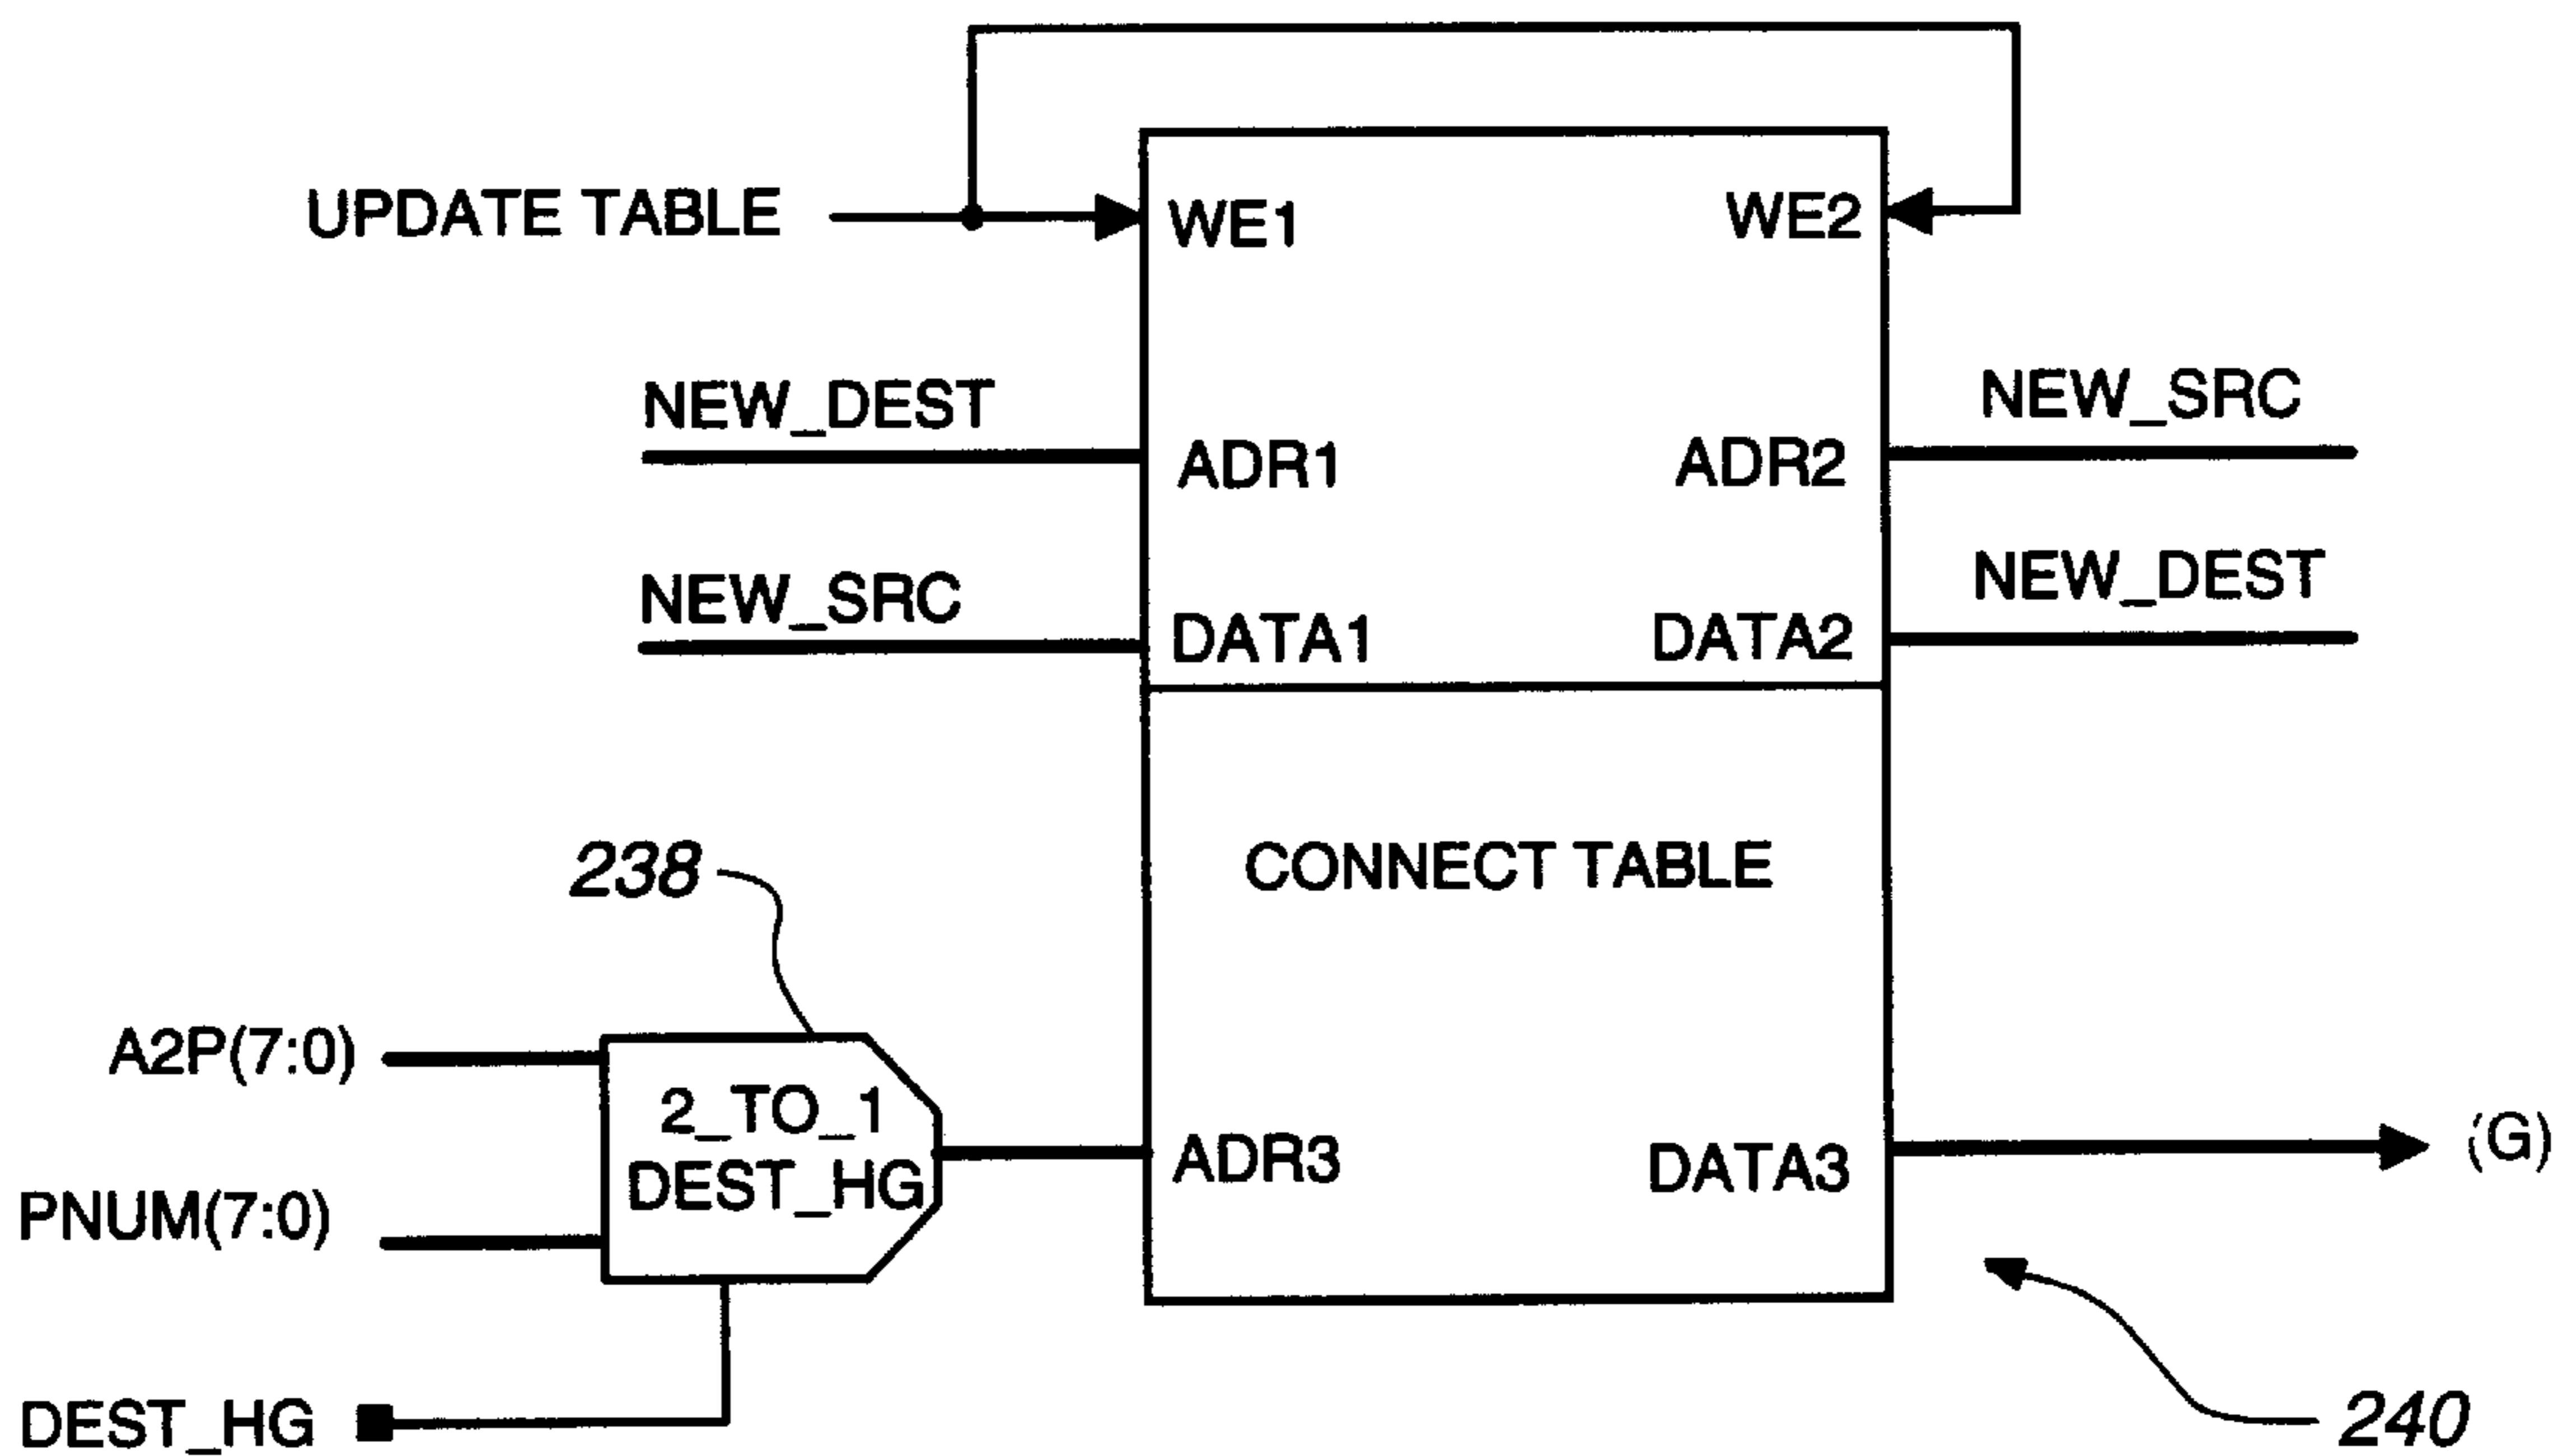 UPDATE TABLE
WE1
WE2
NEW_DEST
ADR1
ADR2
NEW_SRC
NEW_SRC
DATA1
DATA2
NEW_DEST
CONNECT TABLE
238
A2P(7:0)
2_TO_1
DEST_HG
PNUM(7:0)
ADR3
DATA3
(G)
DEST_HG
240